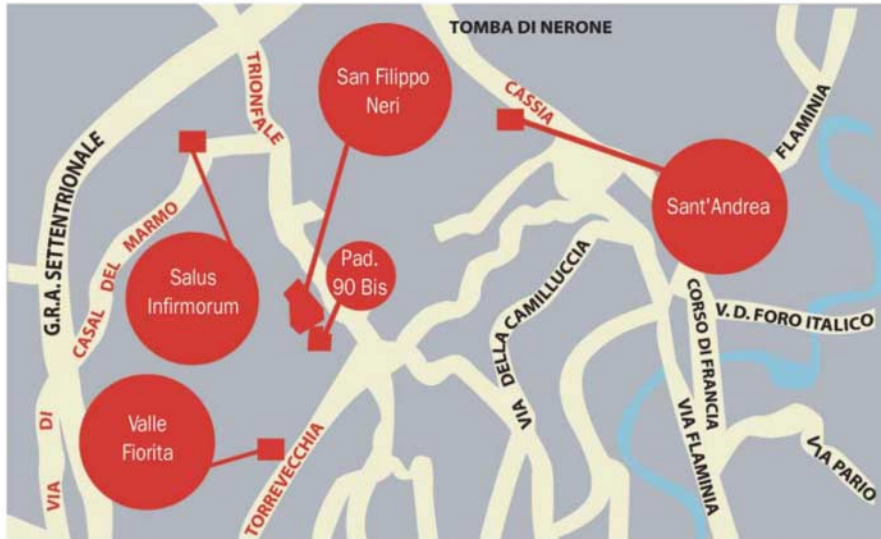 TOMBA DI NERONE
TRIONFALE
San Filippo
Neri
CASSIA
FLAMINIA
G.R.A. SETTENTRIONALE
Sant'Andrea
VIA DI CASAL DEL MARMO
Salus
Infirmorum
Pad.
90 Bis
VIA DELLA CAMILLUCCIA
CORSO DI FRANCIA
V. D. FORO ITALICO
Valle
Fiorita
TORREVECCHIA
VIA FLAMINIA
VIA PARIO